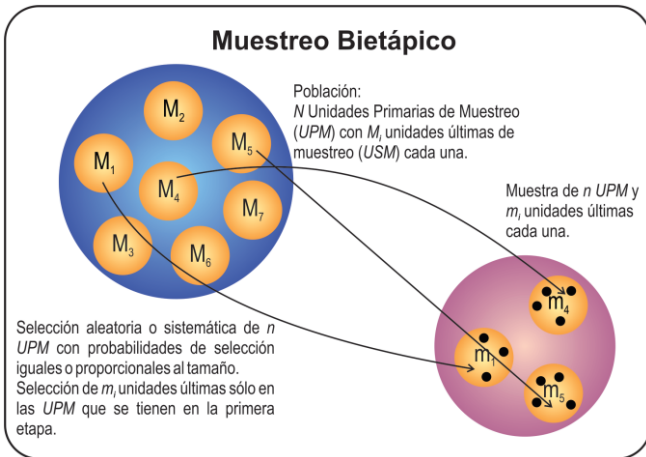 Muestreo Bietápico
Población:
N Unidades Primarias de Muestreo
(UPM) con Mᵢ unidades últimas de
muestreo (USM) cada una.
M₂
M₅
M₁
M₄
M₇
M₃
M₆
Muestra de n UPM y
mᵢ unidades últimas
cada una.
m₄
m₁
m₅
Selección aleatoria o sistemática de n
UPM con probabilidades de selección
iguales o proporcionales al tamaño.
Selección de mᵢ unidades últimas sólo en
las UPM que se tienen en la primera
etapa.